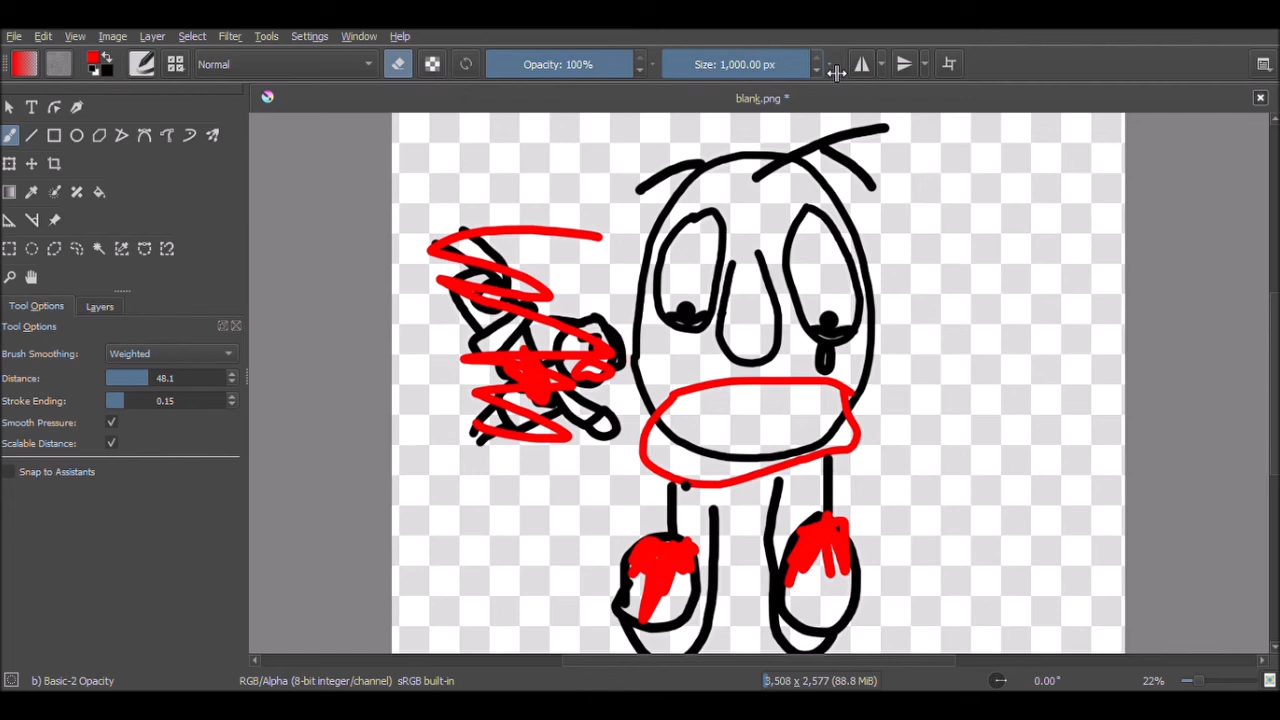 File Edit View Select Image Layer Filter Tools Settings Window Help
Normal Opacity: 100% Size: 1,000.00 px
blank.png *
Tool Options Layers
Tool Options
Brush Smoothing: Weighted
Distance: 48.1
Stroke Ending: 0.15
Smooth Pressure:
Scalable Distance:
Snap to Assistants
b) Basic-2 Opacity RGB/Alpha (8-bit integer/channel) sRGB built-in 3,508 x 2,577 (88.8 MiB) 0.00° 22%